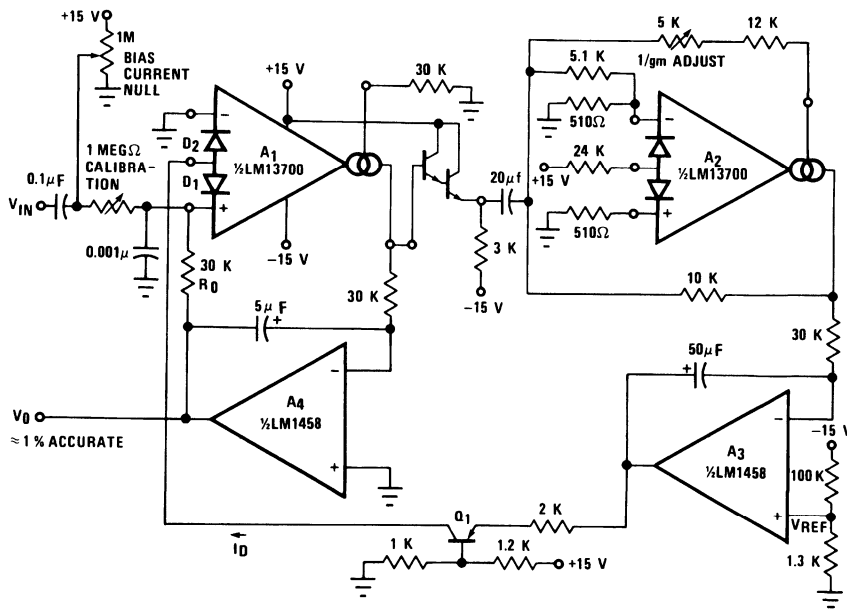 +15 V
1M
BIAS
CURRENT
NULL
1 MEGΩ
CALIBRA-
TION
0.1μF
VIN
0.001μ
D2
D1
+15 V
−
+
A1
½LM13700
−15 V
30 K
30 K
R0
30 K
5μF
+
20μf
3 K
−15 V
5 K
12 K
1/gm ADJUST
5.1 K
510Ω
24 K
+15 V
510Ω
−
+
A2
½LM13700
10 K
30 K
50μF
+
−
+
A3
½LM1458
−15 V
100K
VREF
1.3 K
−
+
A4
½LM1458
VO
≈1% ACCURATE
ID
Q1
2 K
1 K
1.2 K
+15 V